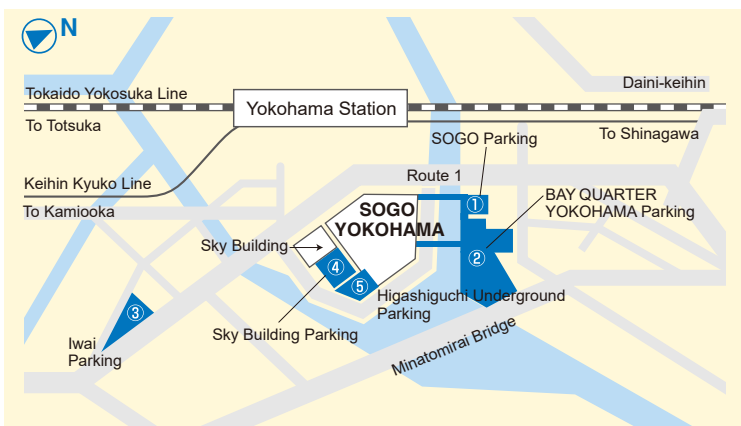 N
Daini-keihin
Tokaido Yokosuka Line
Yokohama Station
To Totsuka
To Shinagawa
SOGO Parking
Route 1
Keihin Kyuko Line
BAY QUARTER
YOKOHAMA Parking
To Kamiooka
①
SOGO
YOKOHAMA
Sky Building
②
④
⑤
Higashiguchi Underground
Parking
③
Sky Building Parking
Iwai
Parking
Minatomirai Bridge